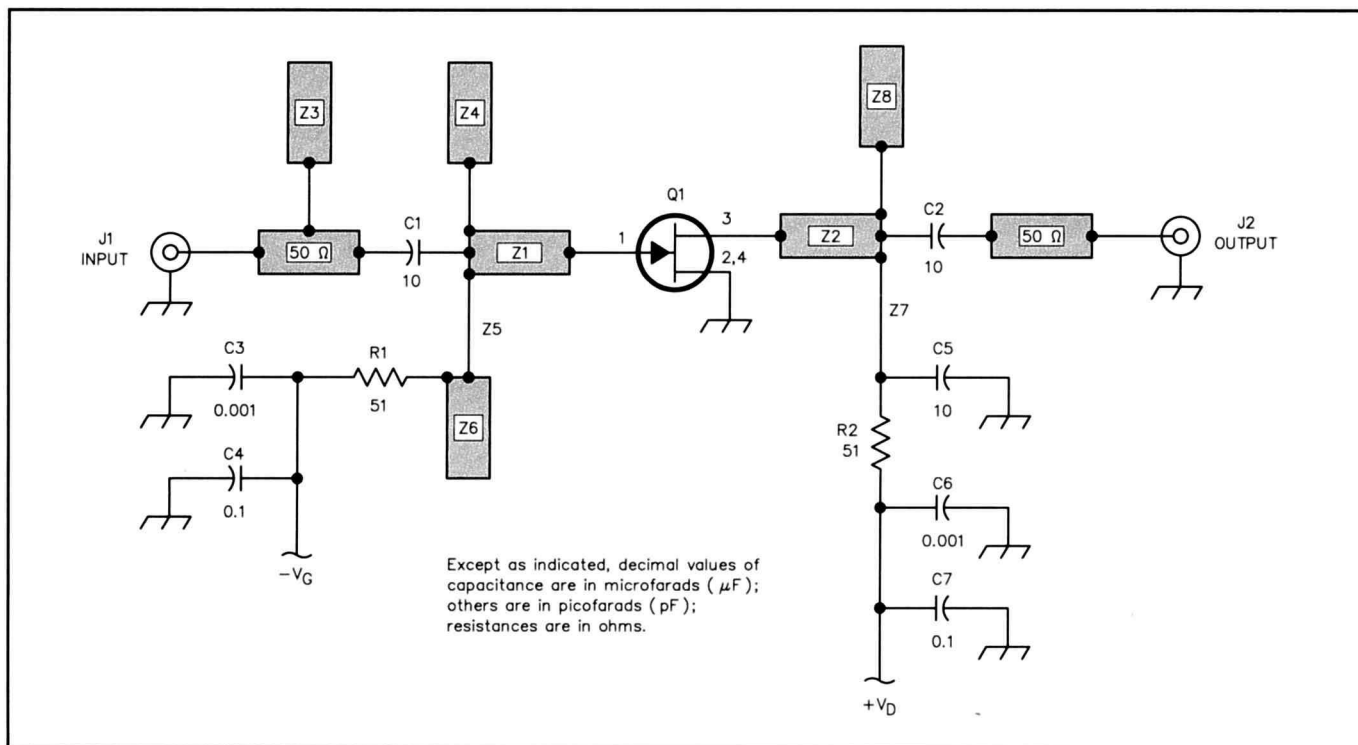 Z3
Z4
Z8
J1
INPUT
50 Ω
C1
10
Z1
Q1
1
3
2,4
Z2
C2
10
50 Ω
J2
OUTPUT
Z5
Z7
C3
0.001
R1
51
Z6
C5
10
R2
51
C4
0.1
C6
0.001
-VG
C7
0.1
+VD
Except as indicated, decimal values of
capacitance are in microfarads ( μF);
others are in picofarads ( pF);
resistances are in ohms.